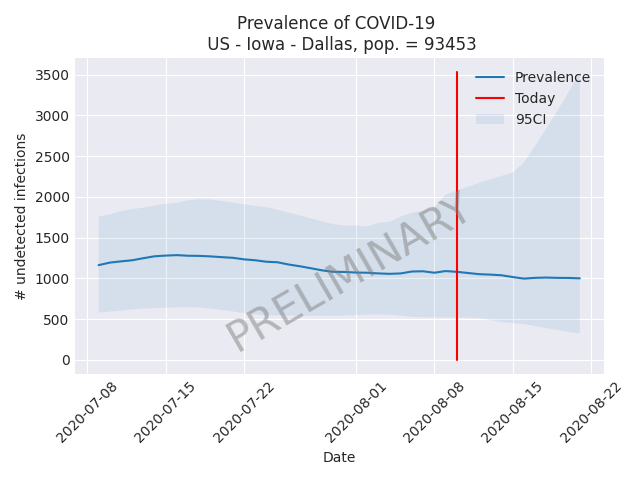 Prevalence of COVID-19
US - Iowa - Dallas, pop. = 93453
# undetected infections
3500
3000
2500
2000
1500
1000
500
0
Prevalence
Today
95CI
PRELIMINARY
2020-07-08
2020-07-15
2020-07-22
2020-08-01
2020-08-08
2020-08-15
2020-08-22
Date